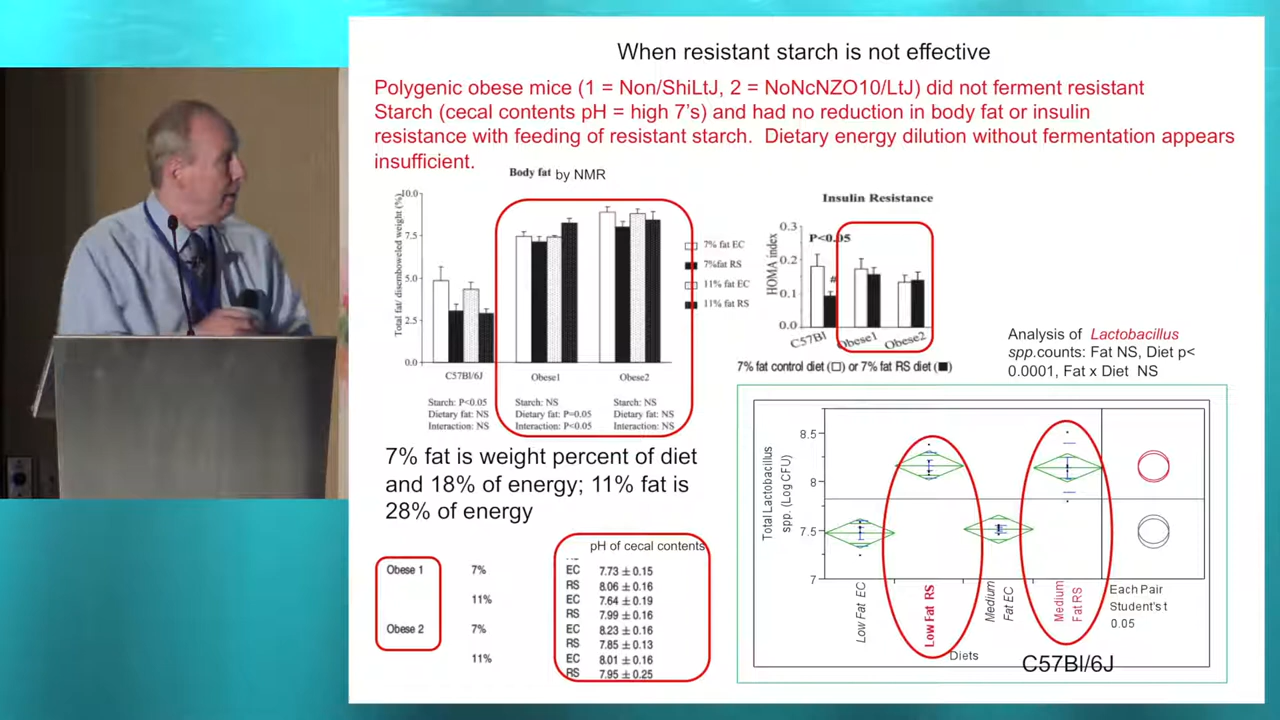 When resistant starch is not effective
Polygenic obese mice (1 = Non/ShiLtJ, 2 = NoNcNZO10/LtJ) did not ferment resistant
Starch (cecal contents pH = high 7's) and had no reduction in body fat or insulin
resistance with feeding of resistant starch. Dietary energy dilution without fermentation appears
insufficient.
Body fat by NMR
Total fat/ disemboweled weight (%)
10.0
7.5
5.0
2.5
0.0
C57BL/6J
Obese1
Obese2
7% fat EC
7%fat RS
11% fat EC
11% fat RS
Starch: P<0.05
Dietary fat: NS
Interaction: NS
Starch: NS
Dietary fat: P=0.05
Interaction: P<0.05
Starch: NS
Dietary fat: NS
Interaction: NS
Insulin Resistance
HOMA index
0.3
0.2
0.1
0.0
P<0.05
#
C57Bl
Obese1
Obese2
7% fat control diet (□) or 7% fat RS diet (■)
7% fat is weight percent of diet
and 18% of energy; 11% fat is
28% of energy
Analysis of Lactobacillus
spp.counts: Fat NS, Diet p<
0.0001, Fat x Diet NS
Total Lactobacillus
spp. (Log CFU)
8.5
8
7.5
7
Low Fat EC
Low Fat RS
Medium
Fat EC
Medium
Fat RS
Each Pair
Student's t
0.05
Diets
C57Bl/6J
pH of cecal contents
Obese 1 7% EC 7.73 ± 0.15
RS 8.06 ± 0.16
11% EC 7.64 ± 0.19
RS 7.99 ± 0.16
Obese 2 7% EC 8.23 ± 0.16
RS 7.85 ± 0.13
11% EC 8.01 ± 0.16
RS 7.95 ± 0.25